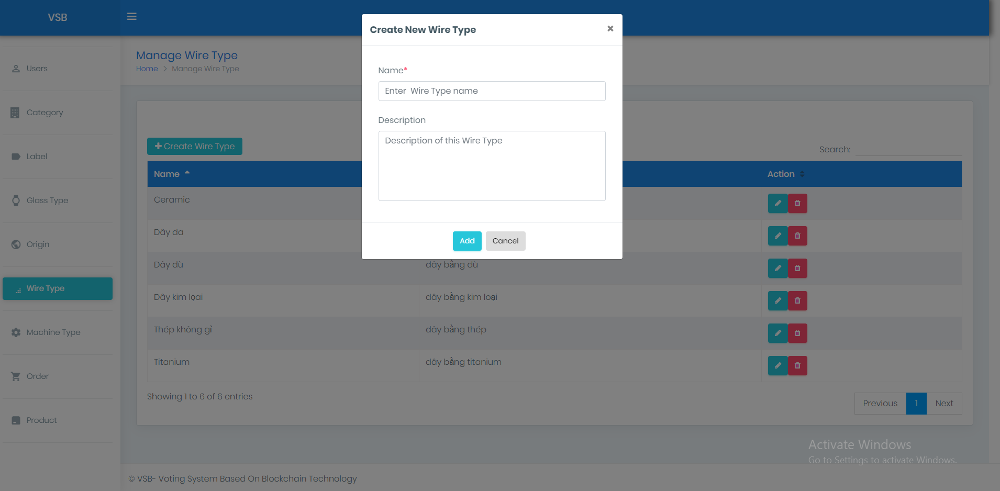 VSB
Create New Wire Type
Manage Wire Type
Home > Manage Wire Type
Users
Category
Label
Glass Type
Origin
Wire Type
Machine Type
Order
Product
Name*
Enter  Wire Type name
Description
Description of this Wire Type
Add Cancel
Create Wire Type
Search:
Name Action
Ceramic
Dây da
Dây dù dây bằng dù
Dây kim lọai dây bằng kim loại
Thép không gỉ dây bằng thép
Titanium dây bằng titanium
Showing 1 to 6 of 6 entries
Previous 1 Next
Activate Windows
Go to Settings to activate Windows.
© VSB- Voting System Based On Blockchain Technology